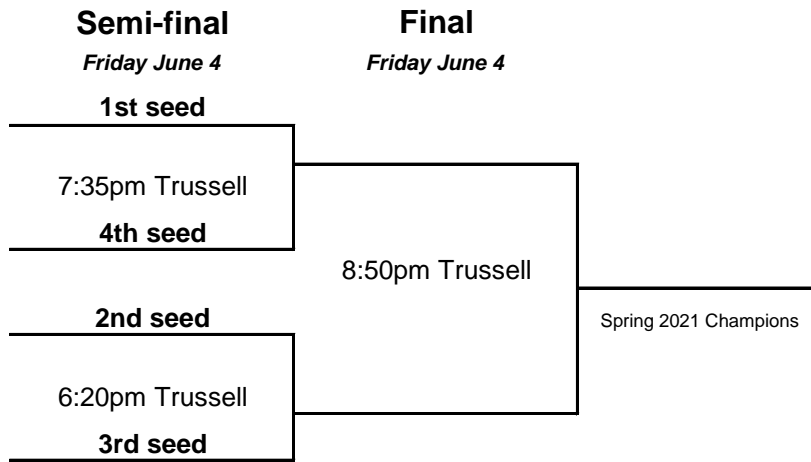 Semi-final
Final
Friday June 4
Friday June 4
1st seed
7:35pm Trussell
4th seed
8:50pm Trussell
2nd seed
Spring 2021 Champions
6:20pm Trussell
3rd seed